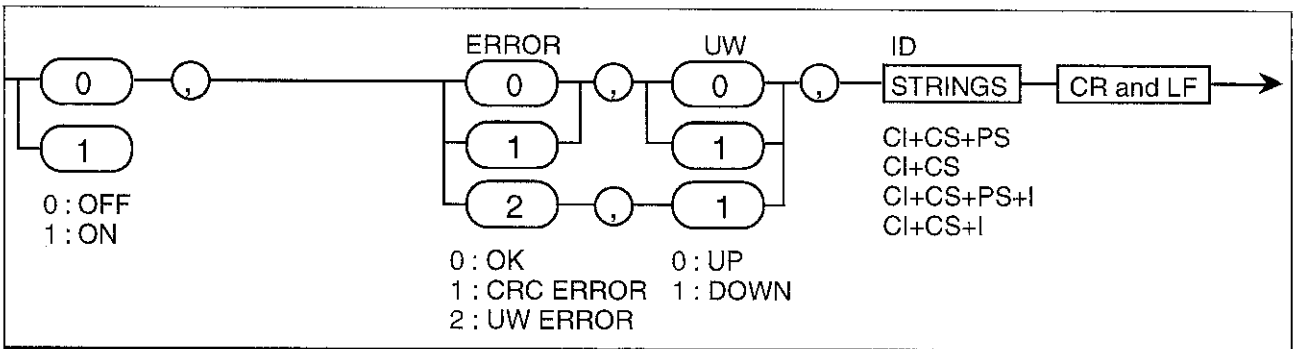 ERROR UW ID
0 , 0 , 0 , STRINGS CR and LF
1 1 1
2 , 1
0 : OFF
1 : ON
0 : OK
1 : CRC ERROR
2 : UW ERROR
0 : UP
1 : DOWN
CI+CS+PS
CI+CS
CI+CS+PS+I
CI+CS+I